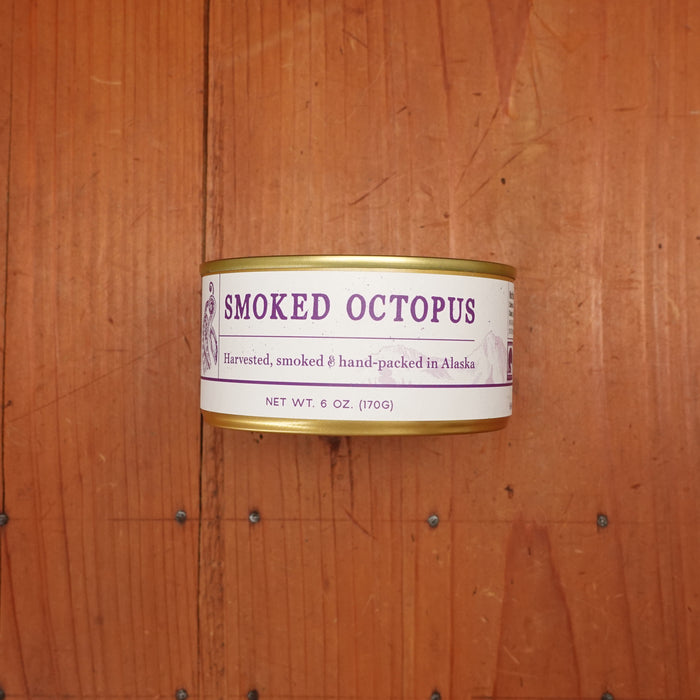 SMOKED OCTOPUS
Harvested, smoked & hand-packed in Alaska
NET WT. 6 OZ. (170G)